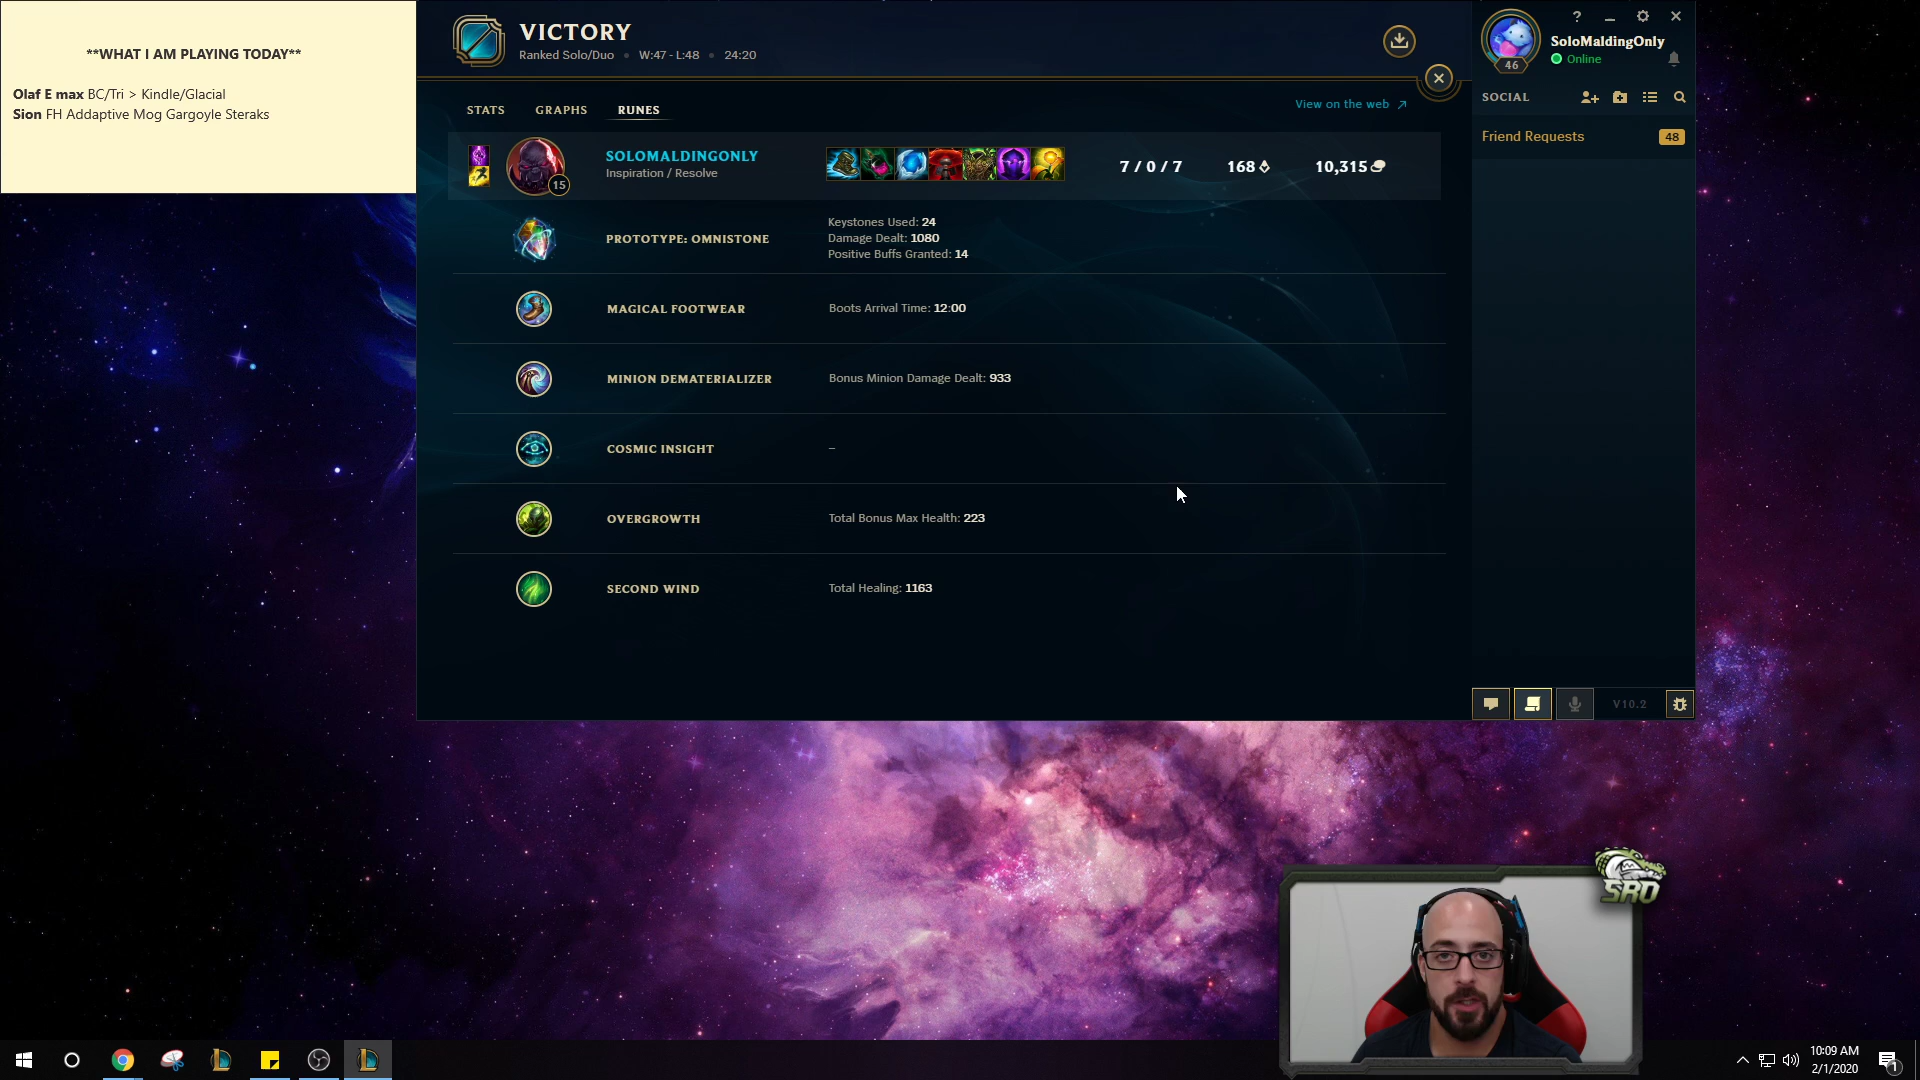 **WHAT I AM PLAYING TODAY**
Olaf E max BC/Tri > Kindle/Glacial
Sion FH Addaptive Mog Gargoyle Steraks
VICTORY
Ranked Solo/Duo • W:47 - L:48 • 24:20
STATS GRAPHS RUNES
View on the web
SOLOMALDINGONLY
Inspiration / Resolve
15
7 / 0 / 7
168
10,315
PROTOTYPE: OMNISTONE
Keystones Used: 24
Damage Dealt: 1080
Positive Buffs Granted: 14
MAGICAL FOOTWEAR
Boots Arrival Time: 12:00
MINION DEMATERIALIZER
Bonus Minion Damage Dealt: 933
COSMIC INSIGHT
–
OVERGROWTH
Total Bonus Max Health: 223
SECOND WIND
Total Healing: 1163
?
SoloMaldingOnly
Online
46
SOCIAL
Friend Requests 48
V10.2
SRO
10:09 AM
2/1/2020
1